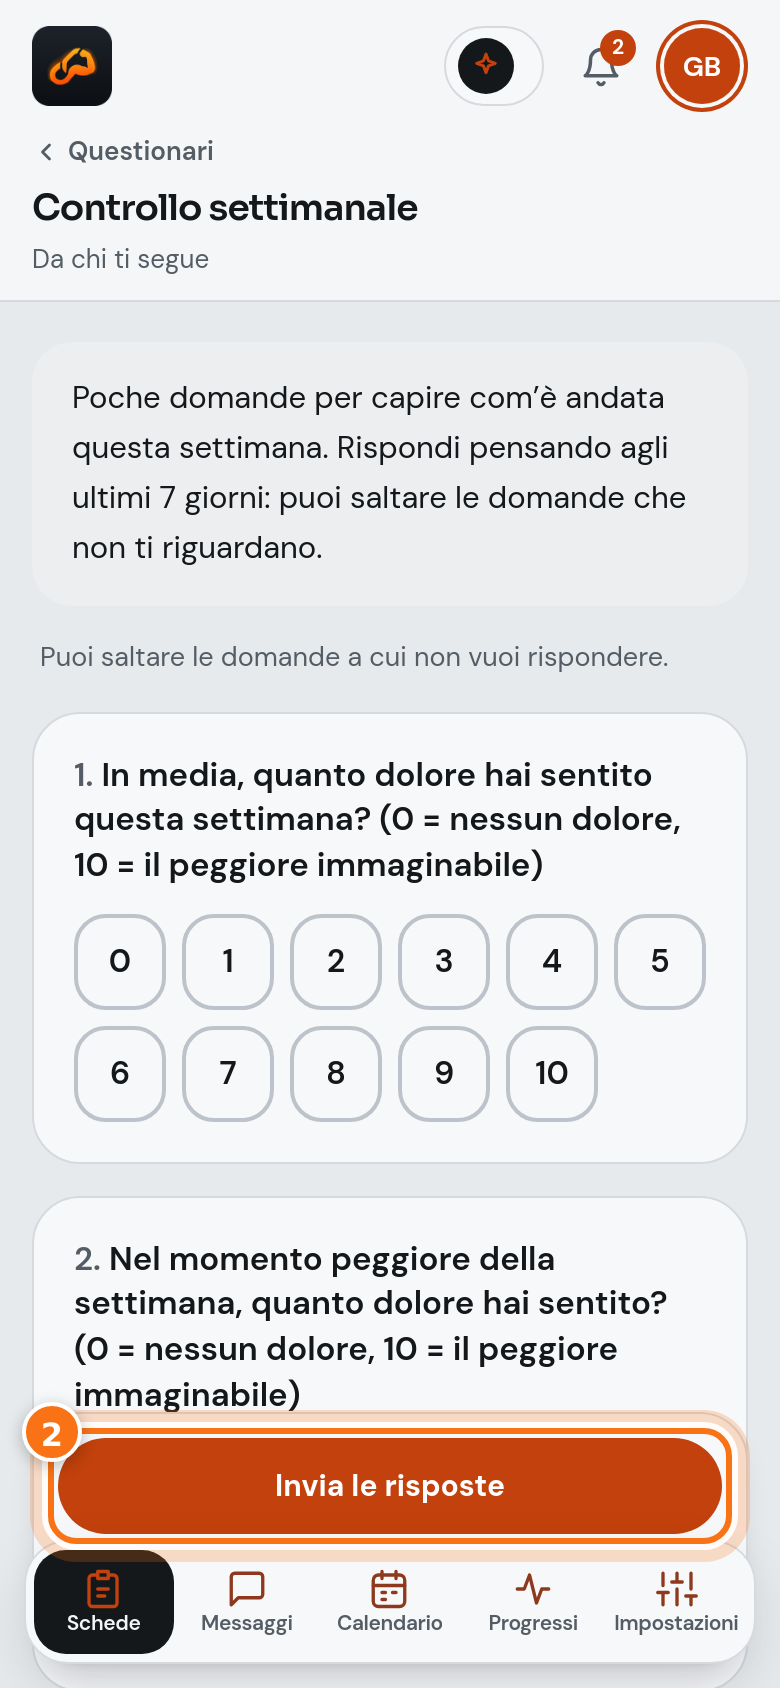 2
GB
Questionari
Controllo settimanale
Da chi ti segue
Poche domande per capire com’è andata
questa settimana. Rispondi pensando agli
ultimi 7 giorni: puoi saltare le domande che
non ti riguardano.
Puoi saltare le domande a cui non vuoi rispondere.
1. In media, quanto dolore hai sentito
questa settimana? (0 = nessun dolore,
10 = il peggiore immaginabile)
0 1 2 3 4 5
6 7 8 9 10
2. Nel momento peggiore della
settimana, quanto dolore hai sentito?
(0 = nessun dolore, 10 = il peggiore
immaginabile)
2
Invia le risposte
Schede Messaggi Calendario Progressi Impostazioni